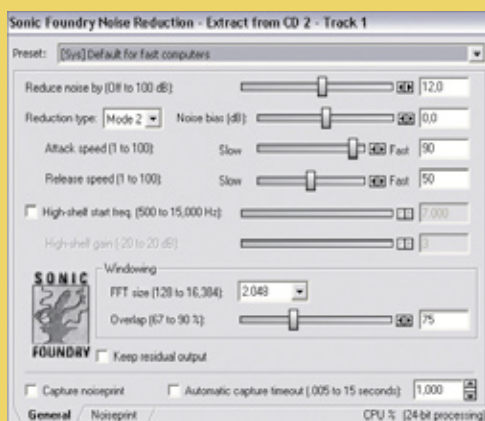 Sonic Foundry Noise Reduction - Extract from CD 2 - Track 1
Preset: [Sys] Default for fast computers
Reduce noise by (Off to 100 dB): 12,0
Reduction type: Mode 2 Noise bias (dB): 0,0
Attack speed (1 to 100): Slow Fast 90
Release speed (1 to 100): Slow Fast 50
High-shelf start freq. (500 to 15,000 Hz): 7.000
High-shelf gain (-20 to 20 dB): 3
Windowing
FFT size (128 to 16,384): 2.048
Overlap (67 to 90 %): 75
SONIC
FOUNDRY
Keep residual output
Capture noiseprint Automatic capture timeout (.005 to 15 seconds): 1,000
General Noiseprint CPU % (24-bit processing)